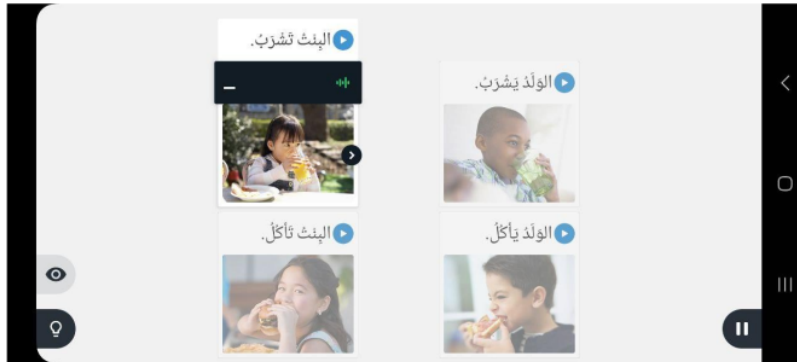 البِنْتُ تَشْرَبُ.
الوَلَدُ يَشْرَبُ.
البِنْتُ تَأْكُلُ.
الوَلَدُ يَأْكُلُ.